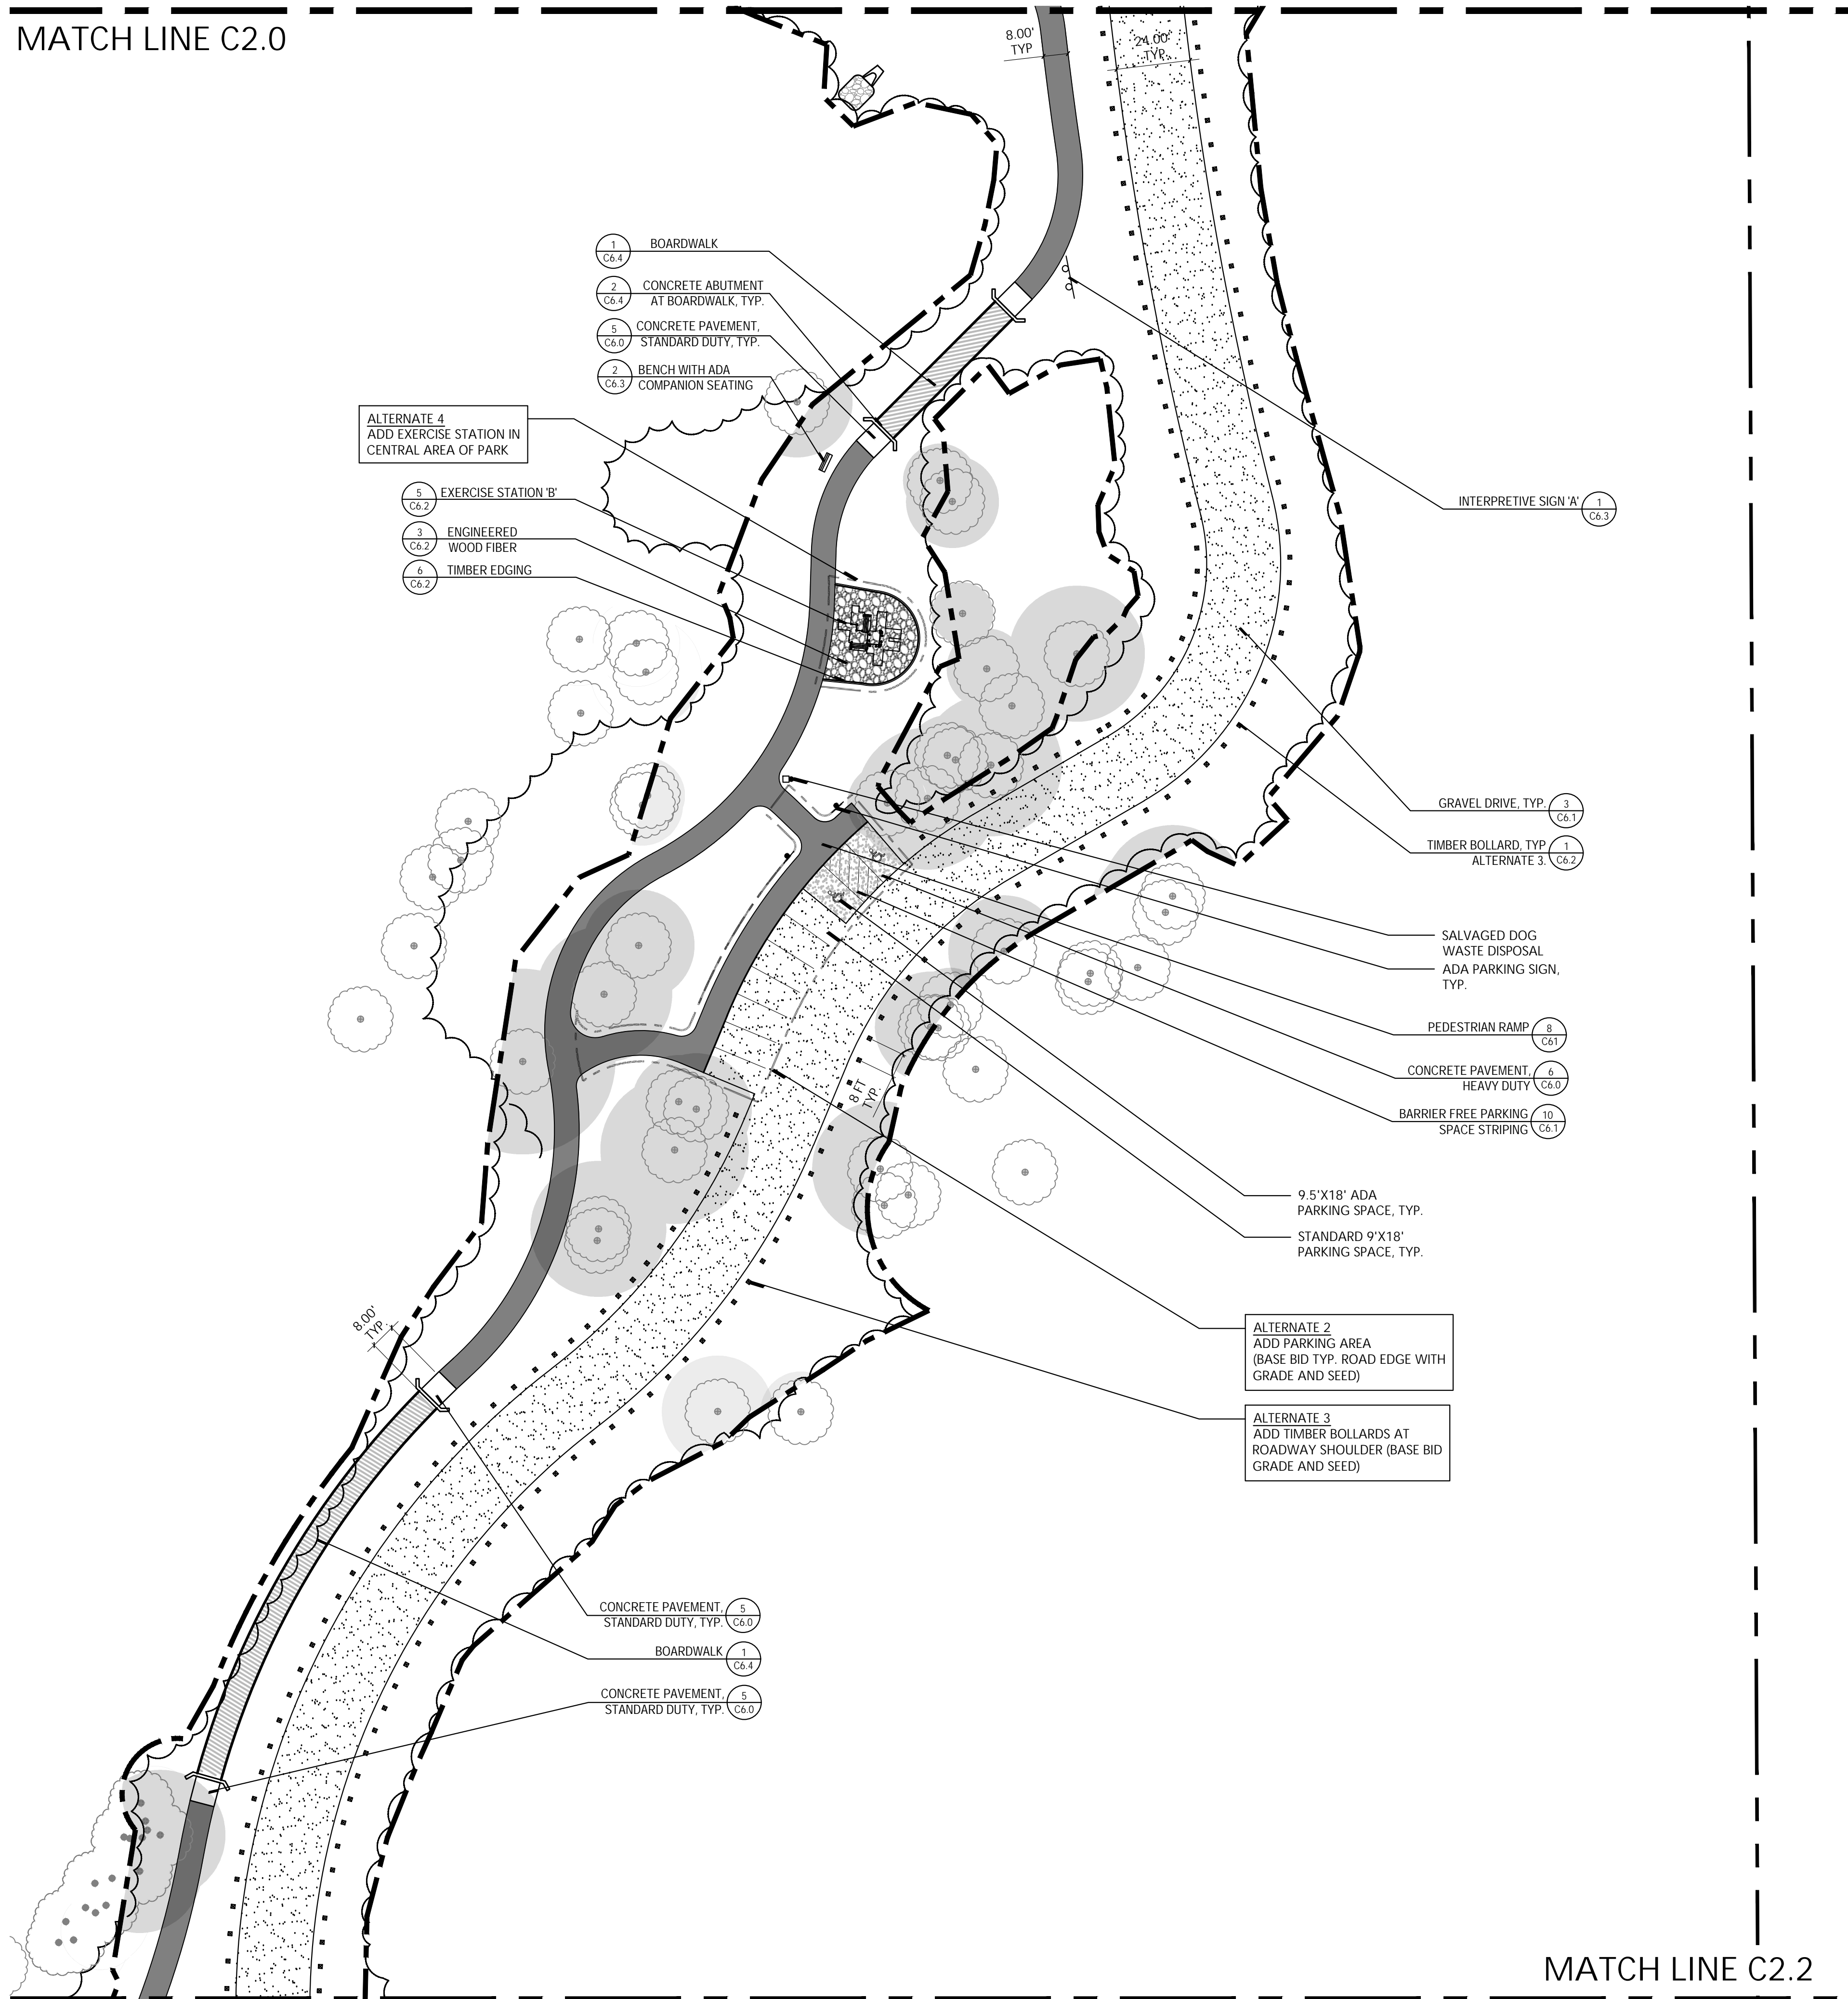 MATCH LINE C2.0
8.00'
TYP
24.00'
TYP.
1
C6.4
BOARDWALK
2
C6.4
CONCRETE ABUTMENT
AT BOARDWALK, TYP.
5
C6.0
CONCRETE PAVEMENT,
STANDARD DUTY, TYP.
2
C6.3
BENCH WITH ADA
COMPANION SEATING
ALTERNATE 4
ADD EXERCISE STATION IN
CENTRAL AREA OF PARK
5
C6.2
EXERCISE STATION 'B'
3
C6.2
ENGINEERED
WOOD FIBER
6
C6.2
TIMBER EDGING
INTERPRETIVE SIGN 'A'
1
C6.3
GRAVEL DRIVE, TYP.
3
C6.1
TIMBER BOLLARD, TYP
ALTERNATE 3.
1
C6.2
SALVAGED DOG
WASTE DISPOSAL
ADA PARKING SIGN,
TYP.
PEDESTRIAN RAMP
8
C61
CONCRETE PAVEMENT,
HEAVY DUTY
6
C6.0
BARRIER FREE PARKING
SPACE STRIPING
10
C6.1
8 FT
TYP.
9.5'X18' ADA
PARKING SPACE, TYP.
STANDARD 9'X18'
PARKING SPACE, TYP.
8.00'
TYP.
ALTERNATE 2
ADD PARKING AREA
(BASE BID TYP. ROAD EDGE WITH
GRADE AND SEED)
ALTERNATE 3
ADD TIMBER BOLLARDS AT
ROADWAY SHOULDER (BASE BID
GRADE AND SEED)
CONCRETE PAVEMENT,
STANDARD DUTY, TYP.
5
C6.0
BOARDWALK
1
C6.4
CONCRETE PAVEMENT,
STANDARD DUTY, TYP.
5
C6.0
MATCH LINE C2.2